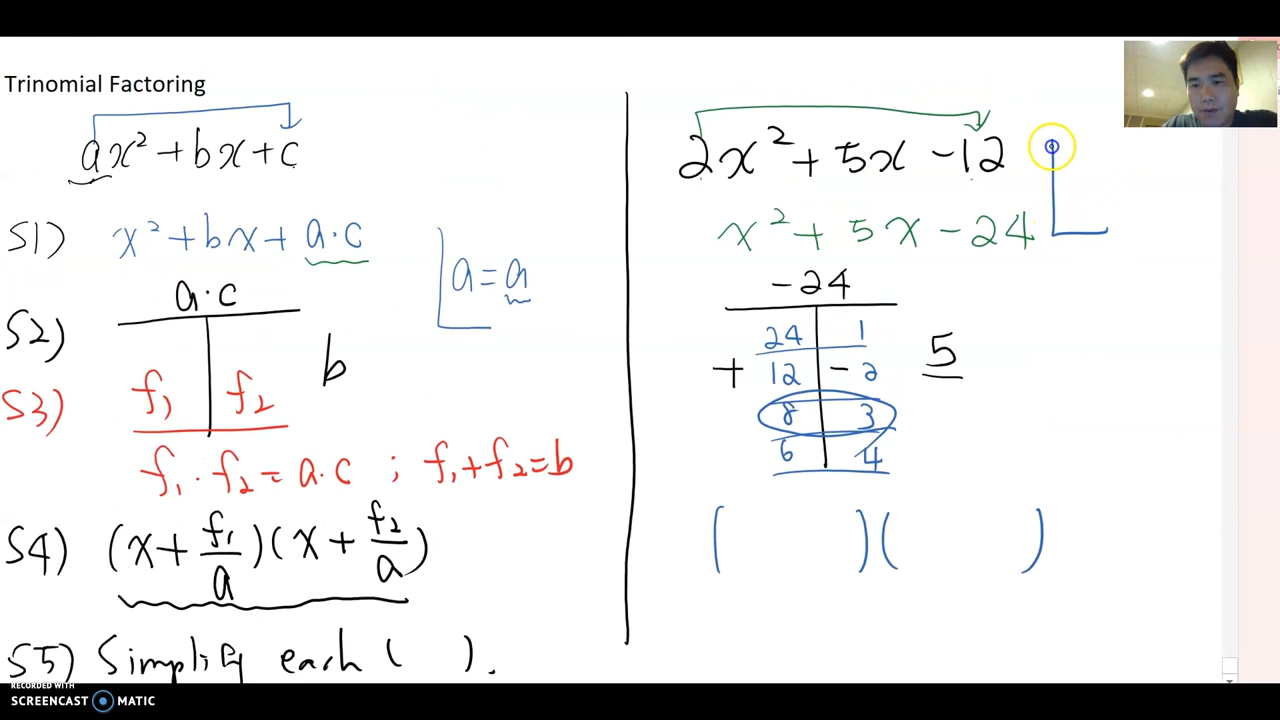 Trinomial Factoring
ax² + bx + c
S1) x² + bx + a·c
a = a
S2) a·c
b
S3) f₁ f₂
f₁ · f₂ = a·c ; f₁ + f₂ = b
S4) (x + f₁/a)(x + f₂/a)
S5) Simplify each ( ).
2x² + 5x - 12
x² + 5x - 24
- 24
24 1
+ 12 - 2 5
8 3
6 4
( )( )
RECORDED WITH
SCREENCAST MATIC